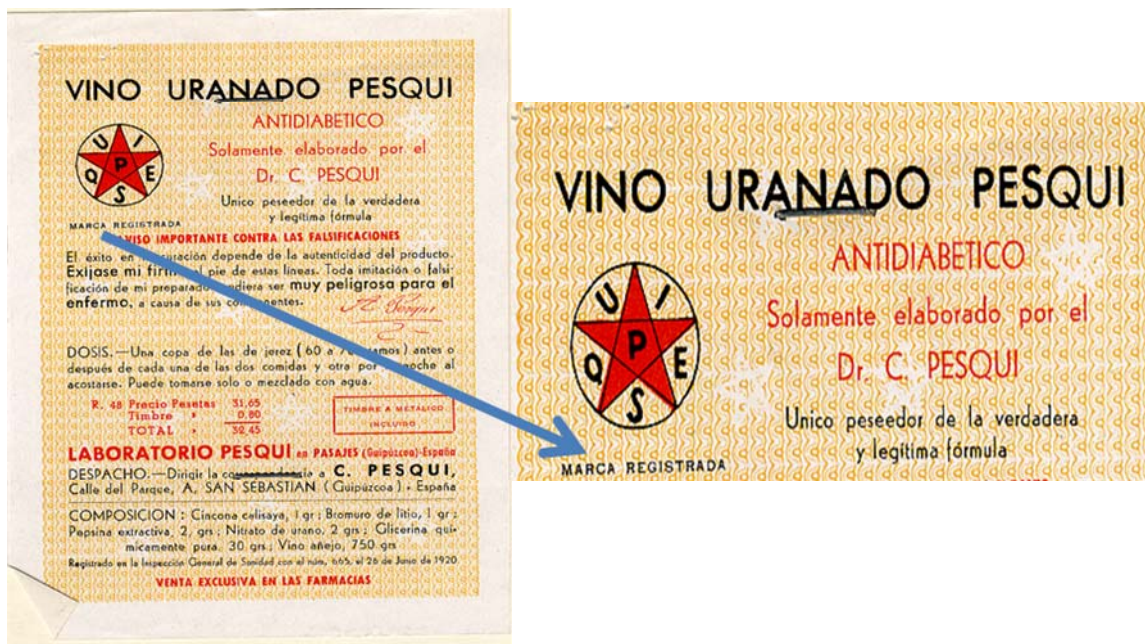 VINO URANADO PESQUI
ANTIDIABETICO
Solamente elaborado por el
Dr. C. PESQUI
Unico peseedor de la verdadera
y legítima fórmula
U I P Q E S
MARCA REGISTRADA
AVISO IMPORTANTE CONTRA LAS FALSIFICACIONES
El éxito en la curación depende de la autenticidad del producto.
Exíjase mi firma al pie de estas líneas. Toda imitación o falsi-
ficación de mi preparado pudiera ser muy peligrosa para el
enfermo, a causa de sus componentes.
C. Pesqui
DOSIS.—Una copa de las de jerez (60 a gramos) antes o
después de cada una de las dos comidas y otra por la noche al
acostarse. Puede tomarse solo o mezclado con agua.
R. 48 Precio Pesetas 31,65
Timbre » 0,80
TOTAL » 32,45
TIMBRE A METALICO
INCLUIDO
LABORATORIO PESQUI en PASAJES (Guipúzcoa)-España
DESPACHO.—Dirigir la correspondencia a C. PESQUI,
Calle del Parque, A. SAN SEBASTIAN (Guipúzcoa) - España
COMPOSICION : Cincona calisaya, 1 gr ; Bromuro de litio, 1 gr ;
Pepsina extractiva, 2, grs ; Nitrato de urano, 2 grs ; Glicerina quí-
micamente pura, 30 grs ; Vino añejo, 750 grs
Registrado en la Inspección General de Sanidad con el núm. 665, el 26 de Junio de 1920
VENTA EXCLUSIVA EN LAS FARMACIAS
VINO URANADO PESQUI
ANTIDIABETICO
Solamente elaborado por el
Dr. C. PESQUI
Unico peseedor de la verdadera
y legítima fórmula
U I P Q E S
MARCA REGISTRADA